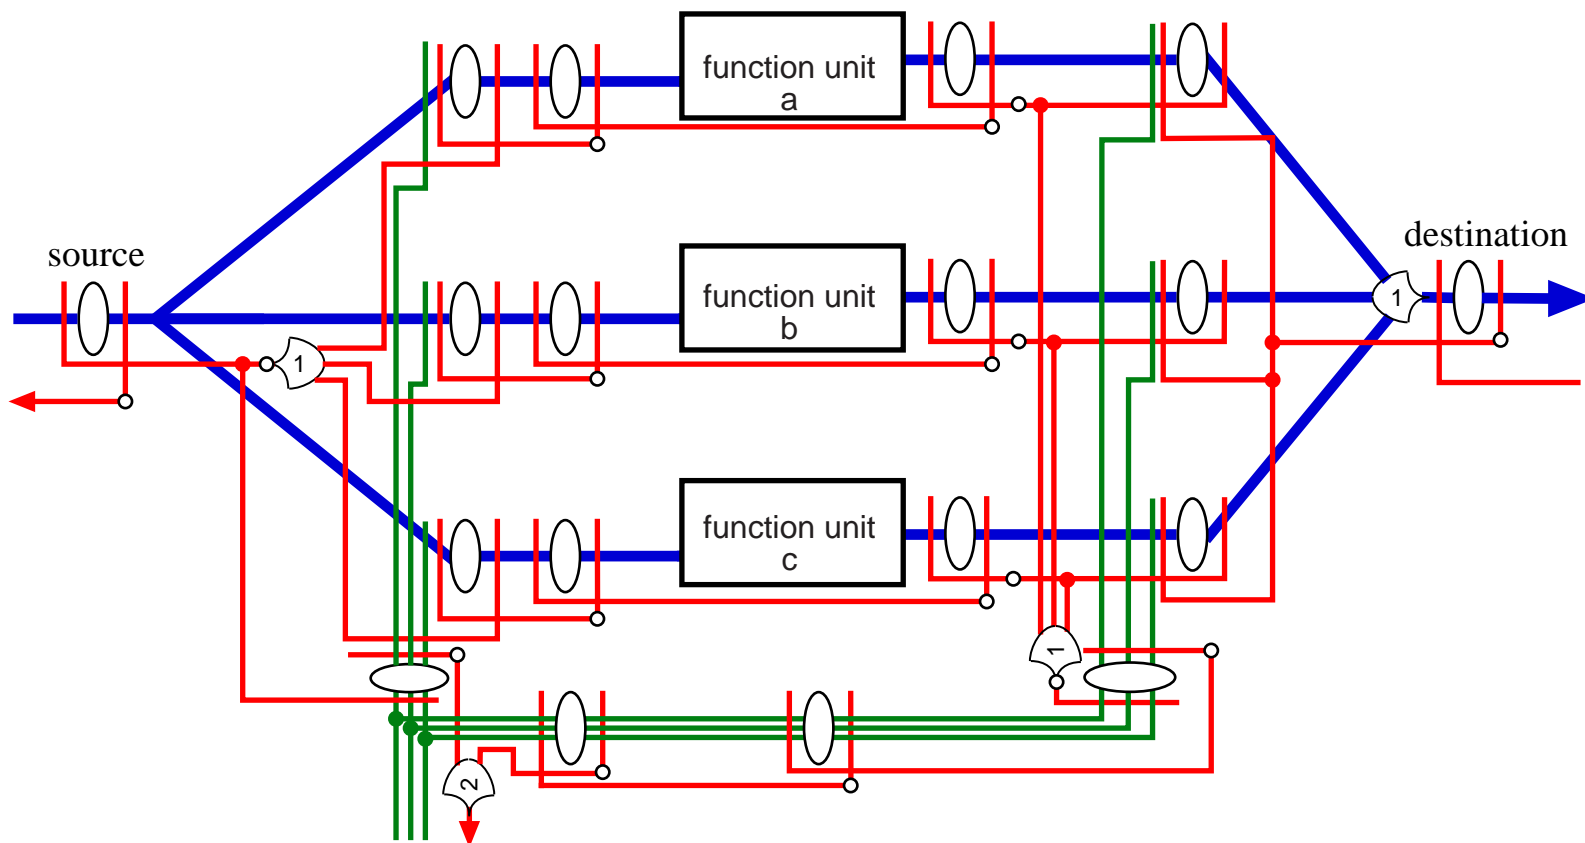 function unit
a
source
destination
function unit
b
1
1
function unit
c
1
2